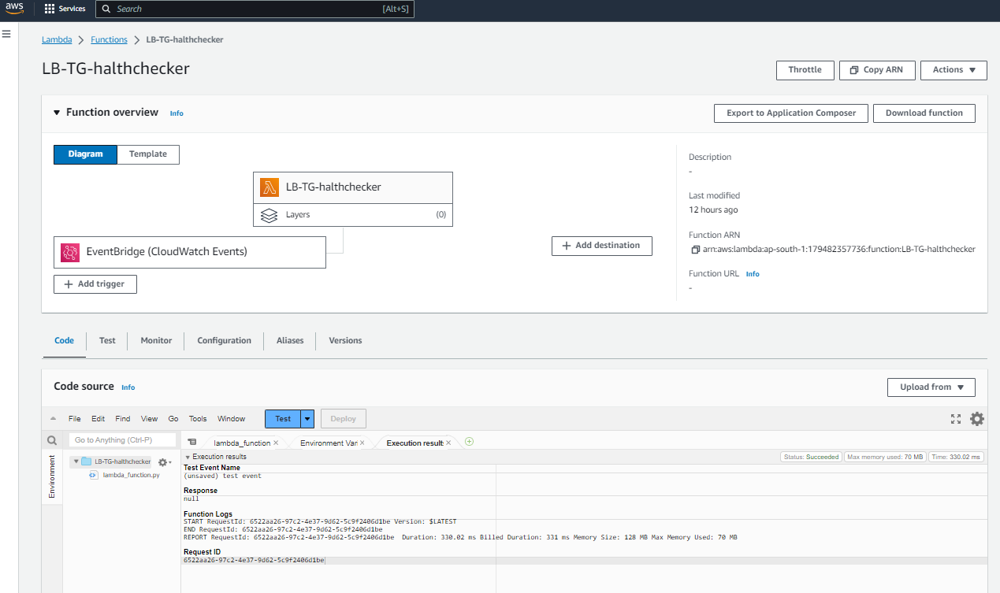 aws Services Search [Alt+S]
Lambda Functions LB-TG-halthchecker
LB-TG-halthchecker
Throttle Copy ARN Actions
Function overview Info
Export to Application Composer Download function
Diagram Template
LB-TG-halthchecker
Layers (0)
EventBridge (CloudWatch Events)
Add trigger
Add destination
Description
-
Last modified
12 hours ago
Function ARN
arn:aws:lambda:ap-south-1:179482357736:function:LB-TG-halthchecker
Function URL Info
-
Code Test Monitor Configuration Aliases Versions
Code source Info
Upload from
File Edit Find View Go Tools Window Test Deploy
Go to Anything (Ctrl-P)
lambda_function Environment Var Execution result
Environment
LB-TG-halthchecker
lambda_function.py
Execution results
Status: Succeeded Max memory used: 70 MB Time: 330.02 ms
Test Event Name
(unsaved) test event
Response
null
Function Logs
START RequestId: 6522aa26-97c2-4e37-9d62-5c9f2406d1be Version: $LATEST
END RequestId: 6522aa26-97c2-4e37-9d62-5c9f2406d1be
REPORT RequestId: 6522aa26-97c2-4e37-9d62-5c9f2406d1be Duration: 330.02 ms Billed Duration: 331 ms Memory Size: 128 MB Max Memory Used: 70 MB
Request ID
6522aa26-97c2-4e37-9d62-5c9f2406d1be